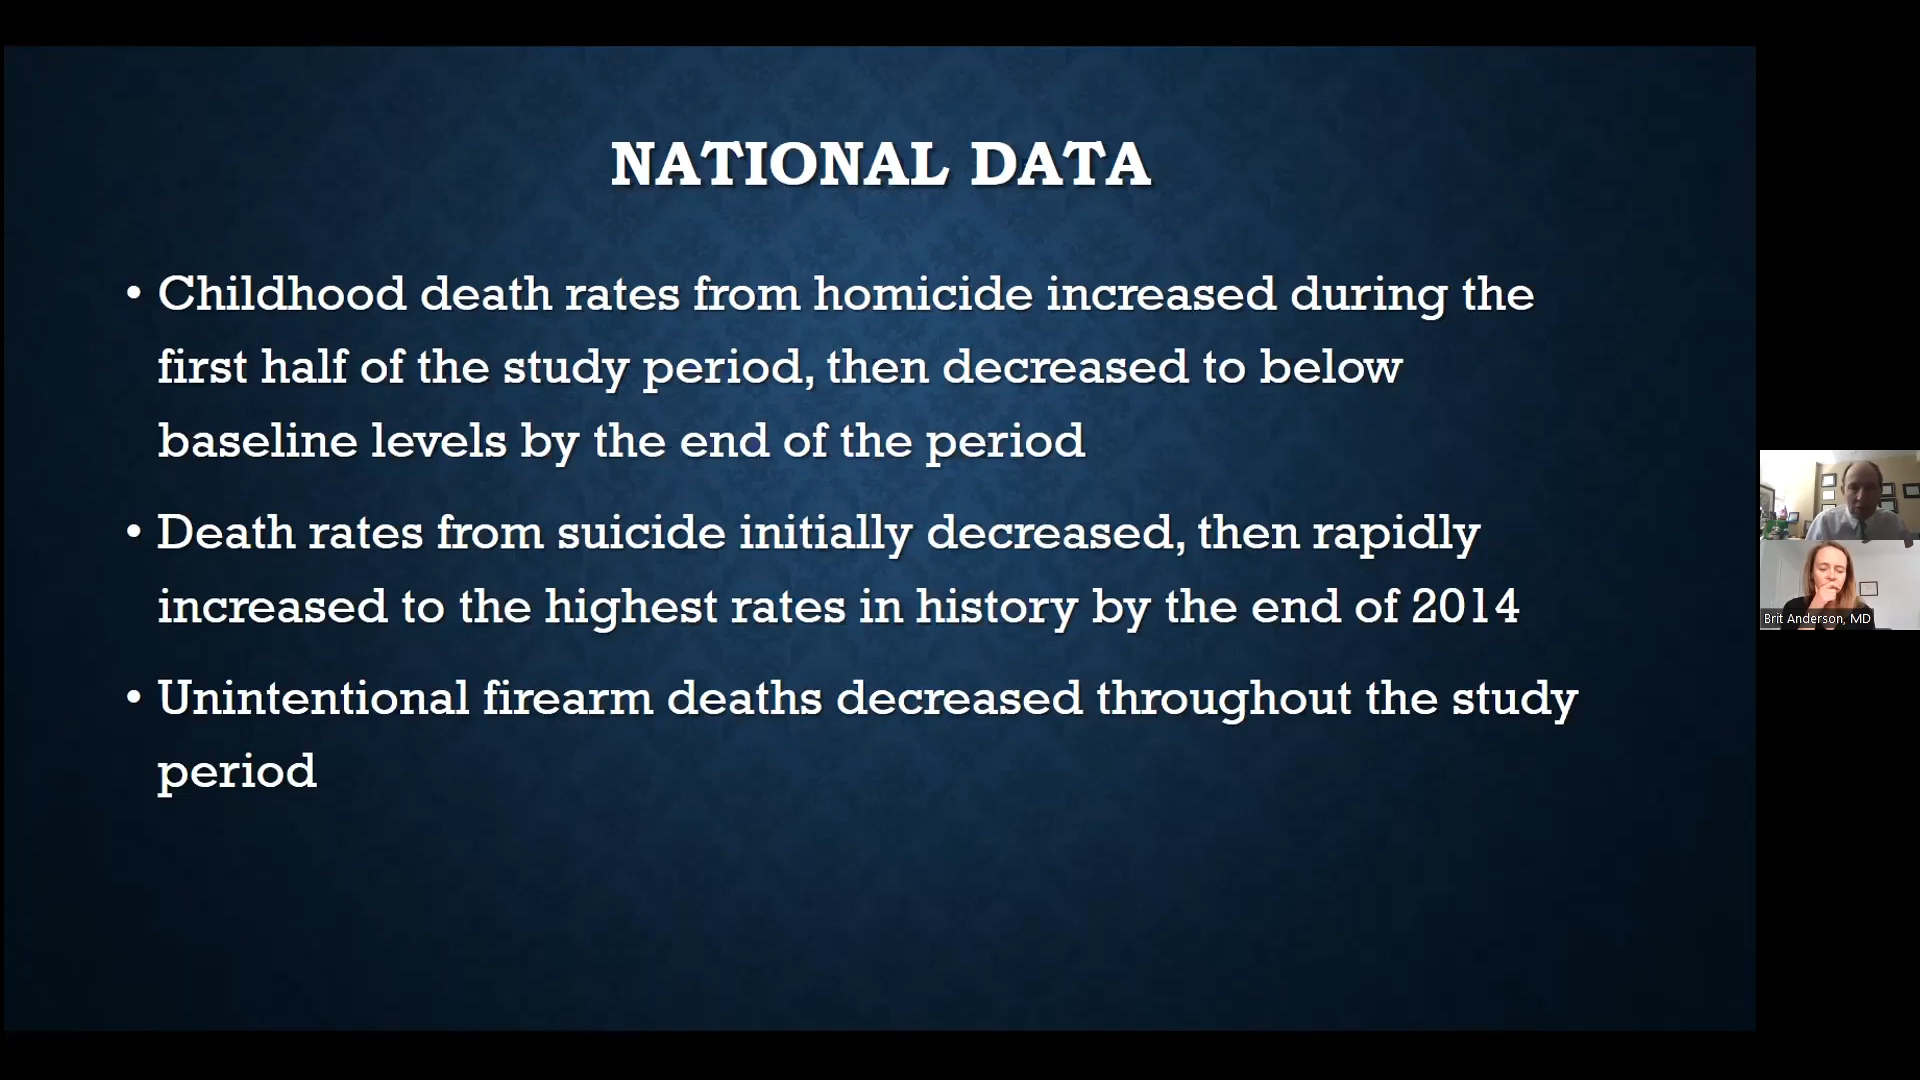 NATIONAL DATA
• Childhood death rates from homicide increased during the
first half of the study period, then decreased to below
baseline levels by the end of the period
• Death rates from suicide initially decreased, then rapidly
increased to the highest rates in history by the end of 2014
• Unintentional firearm deaths decreased throughout the study
period
Brit Anderson, MD